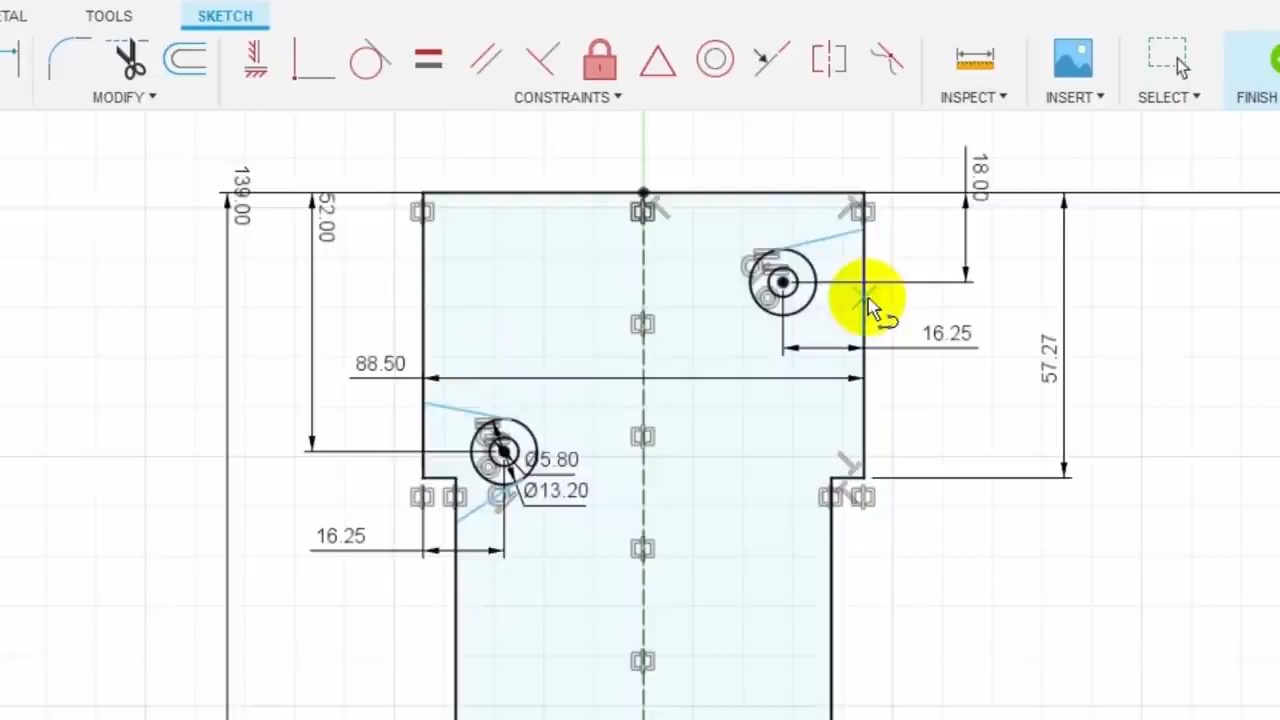 ETAL
TOOLS
SKETCH
MODIFY
CONSTRAINTS
INSPECT
INSERT
SELECT
FINISH
139.00
52.00
18.00
16.25
57.27
88.50
Ø5.80
Ø13.20
16.25